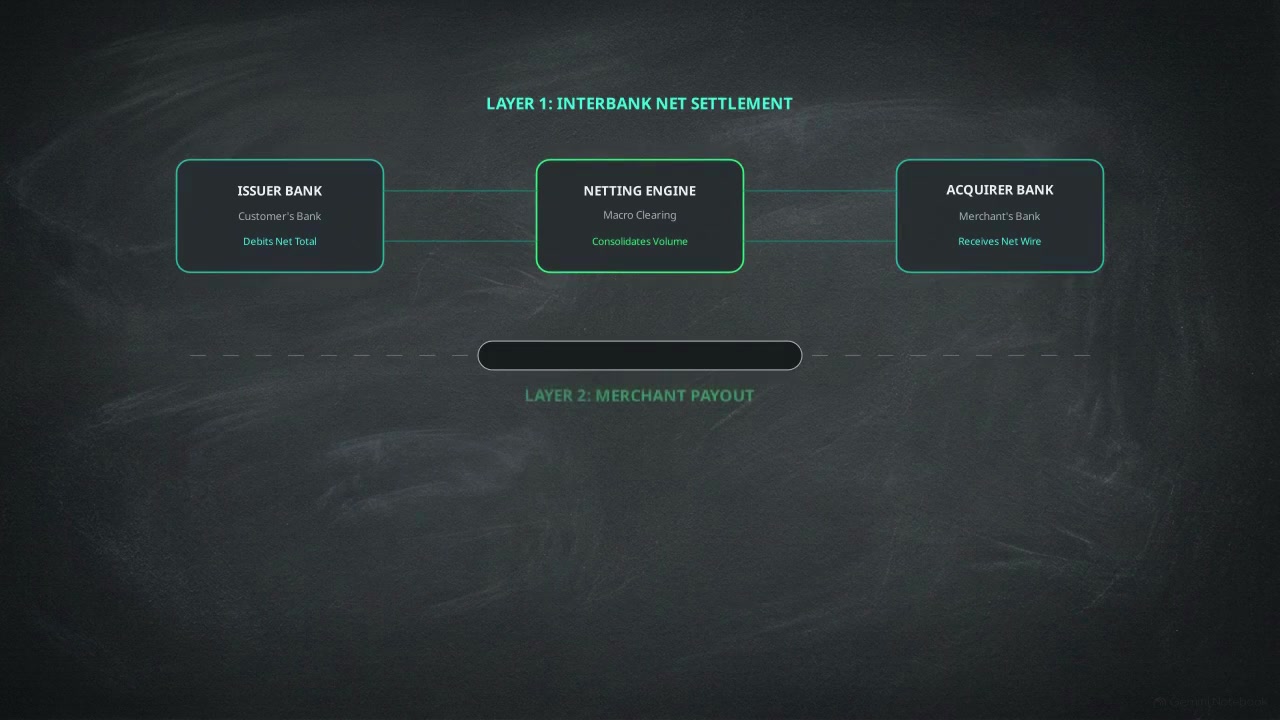 LAYER 1: INTERBANK NET SETTLEMENT
ISSUER BANK
Customer's Bank
Debits Net Total
NETTING ENGINE
Macro Clearing
Consolidates Volume
ACQUIRER BANK
Merchant's Bank
Receives Net Wire
LAYER 2: MERCHANT PAYOUT